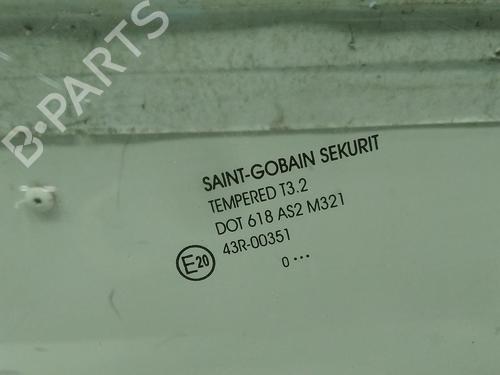 B-PARTS
SAINT-GOBAIN SEKURIT
TEMPERED T3.2
DOT 618 AS2 M321
43R-00351
E20
0 •••